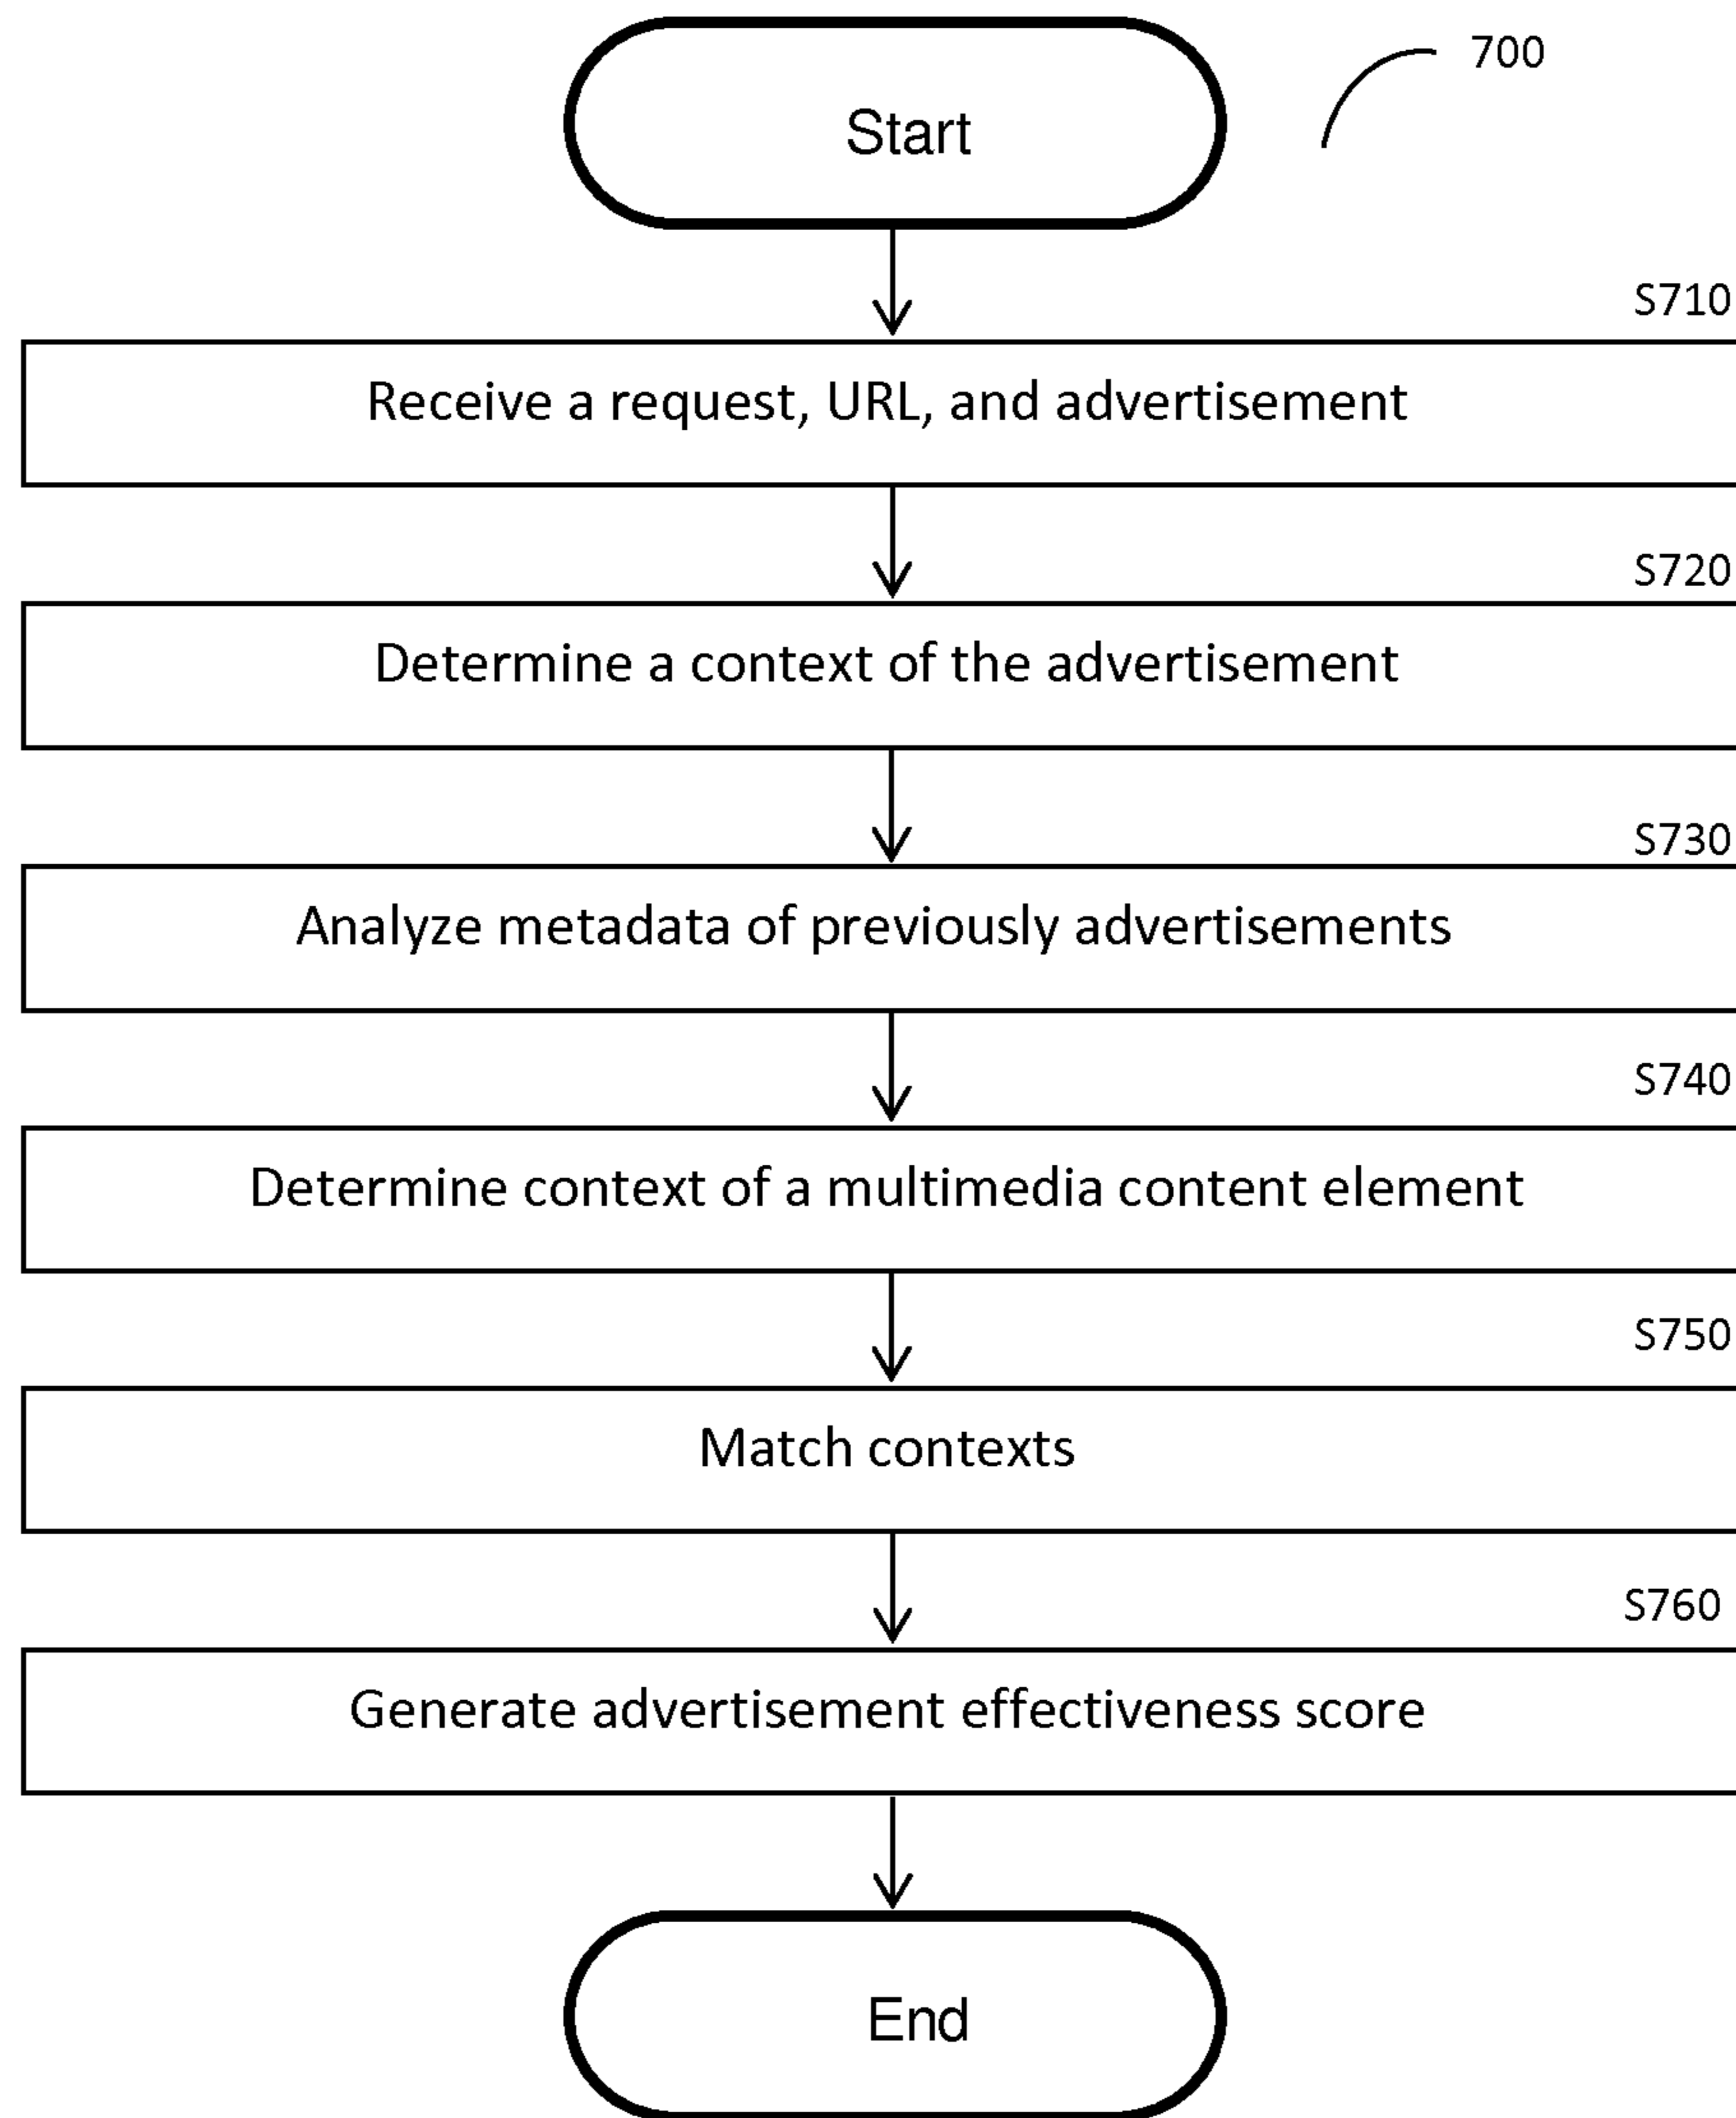 Start
700
S710
Receive a request, URL, and advertisement
S720
Determine a context of the advertisement
S730
Analyze metadata of previously advertisements
S740
Determine context of a multimedia content element
S750
Match contexts
S760
Generate advertisement effectiveness score
End